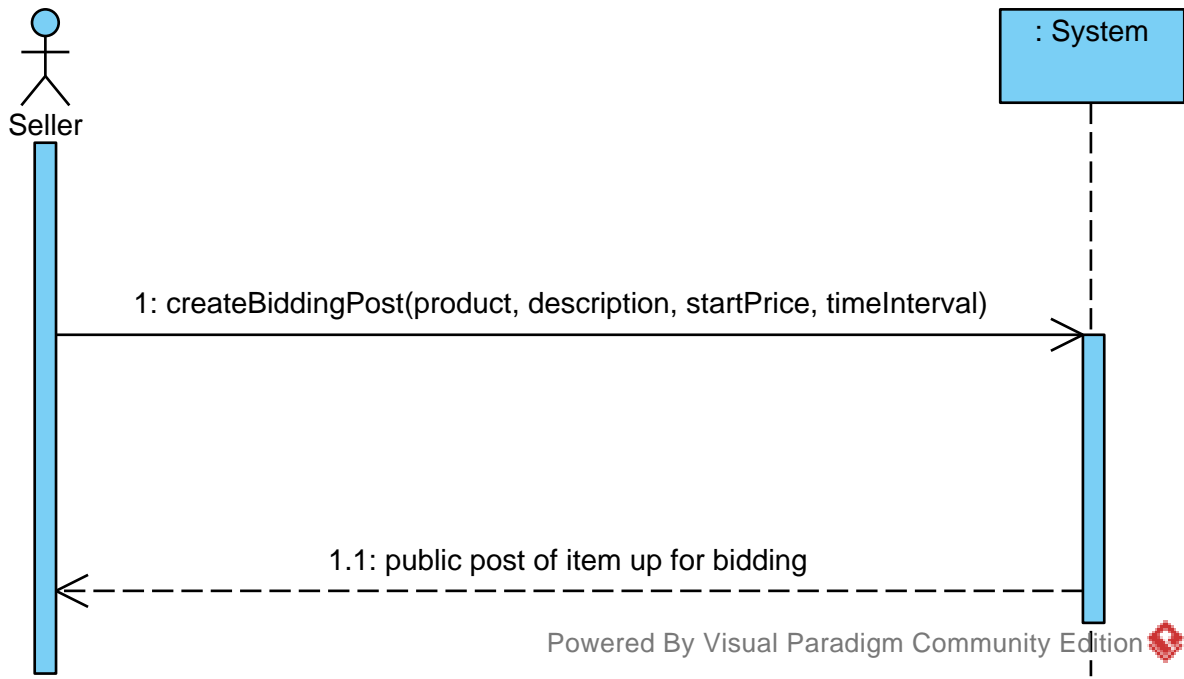 : System
Seller
1: createBiddingPost(product, description, startPrice, timeInterval)
1.1: public post of item up for bidding
Powered By Visual Paradigm Community Edition